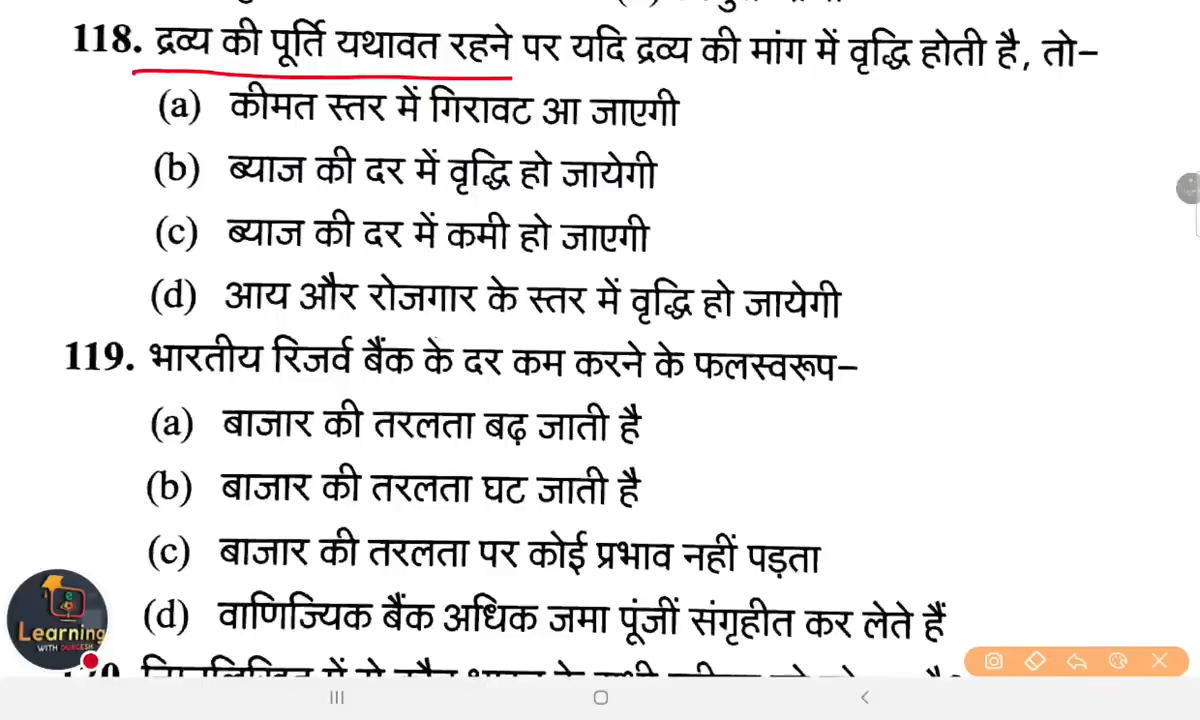 118. द्रव्य की पूर्ति यथावत रहने पर यदि द्रव्य की मांग में वृद्धि होती है, तो–
(a) कीमत स्तर में गिरावट आ जाएगी
(b) ब्याज की दर में वृद्धि हो जायेगी
(c) ब्याज की दर में कमी हो जाएगी
(d) आय और रोजगार के स्तर में वृद्धि हो जायेगी
119. भारतीय रिजर्व बैंक के दर कम करने के फलस्वरूप–
(a) बाजार की तरलता बढ़ जाती है
(b) बाजार की तरलता घट जाती है
(c) बाजार की तरलता पर कोई प्रभाव नहीं पड़ता
(d) वाणिज्यिक बैंक अधिक जमा पूंजीं संगृहीत कर लेते हैं
Learning
WITH DURGESH